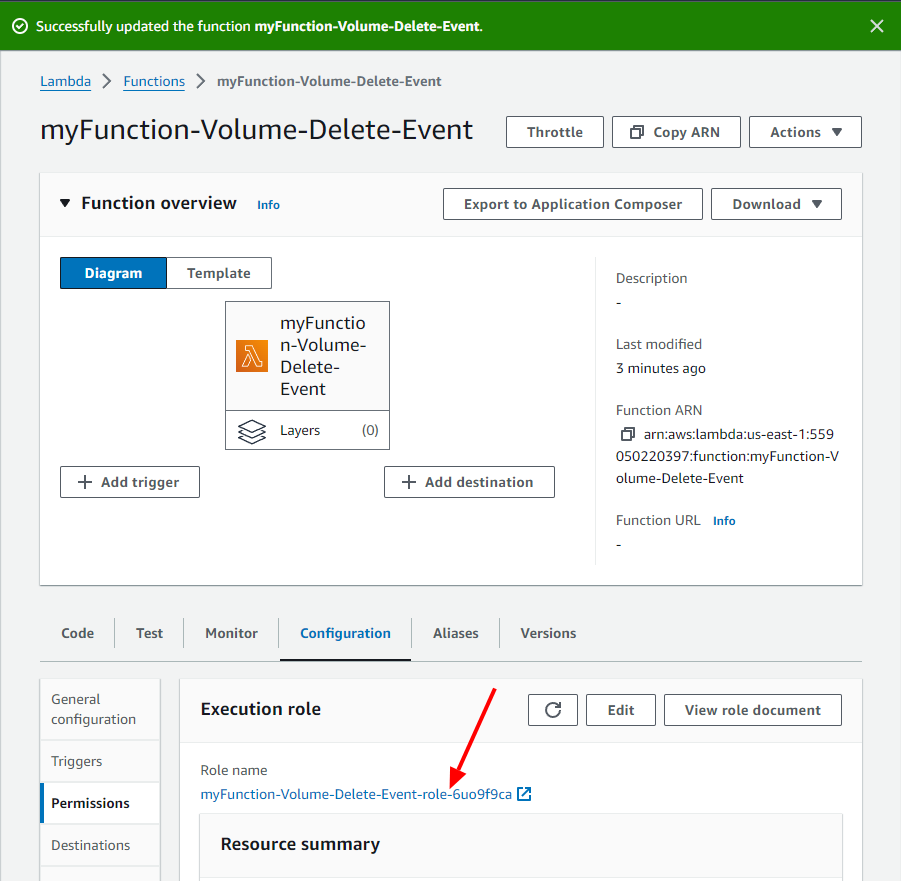 Successfully updated the function myFunction-Volume-Delete-Event.
Lambda > Functions > myFunction-Volume-Delete-Event
myFunction-Volume-Delete-Event
Throttle
Copy ARN
Actions
Function overview Info
Export to Application Composer
Download
Diagram
Template
myFunctio
n-Volume-
Delete-
Event
Layers (0)
+ Add trigger
+ Add destination
Description
-
Last modified
3 minutes ago
Function ARN
arn:aws:lambda:us-east-1:559
050220397:function:myFunction-V
olume-Delete-Event
Function URL Info
-
Code
Test
Monitor
Configuration
Aliases
Versions
General
configuration
Triggers
Permissions
Destinations
Execution role
Edit
View role document
Role name
myFunction-Volume-Delete-Event-role-6uo9f9ca
Resource summary